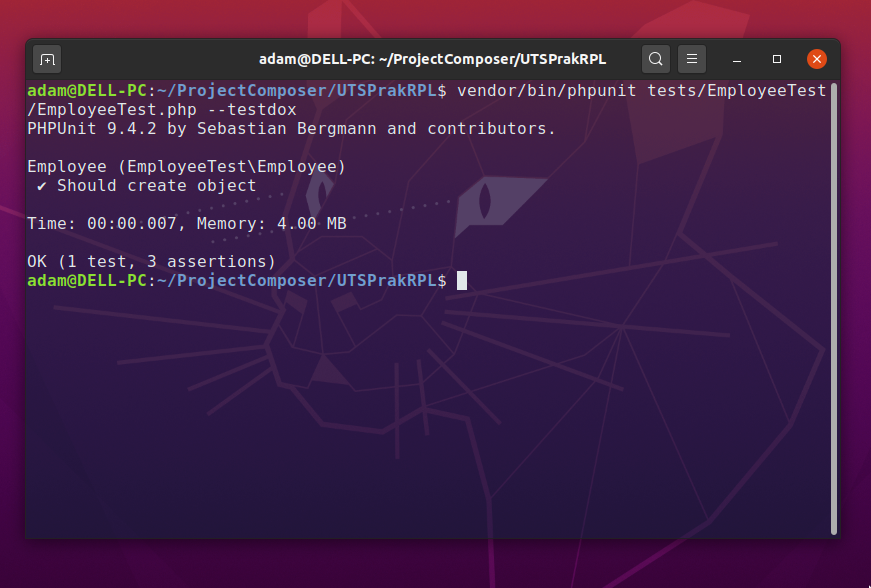 adam@DELL-PC: ~/ProjectComposer/UTSPrakRPL
adam@DELL-PC:~/ProjectComposer/UTSPrakRPL$ vendor/bin/phpunit tests/EmployeeTest
/EmployeeTest.php --testdox
PHPUnit 9.4.2 by Sebastian Bergmann and contributors.
Employee (EmployeeTest\Employee)
✔ Should create object
Time: 00:00.007, Memory: 4.00 MB
OK (1 test, 3 assertions)
adam@DELL-PC:~/ProjectComposer/UTSPrakRPL$